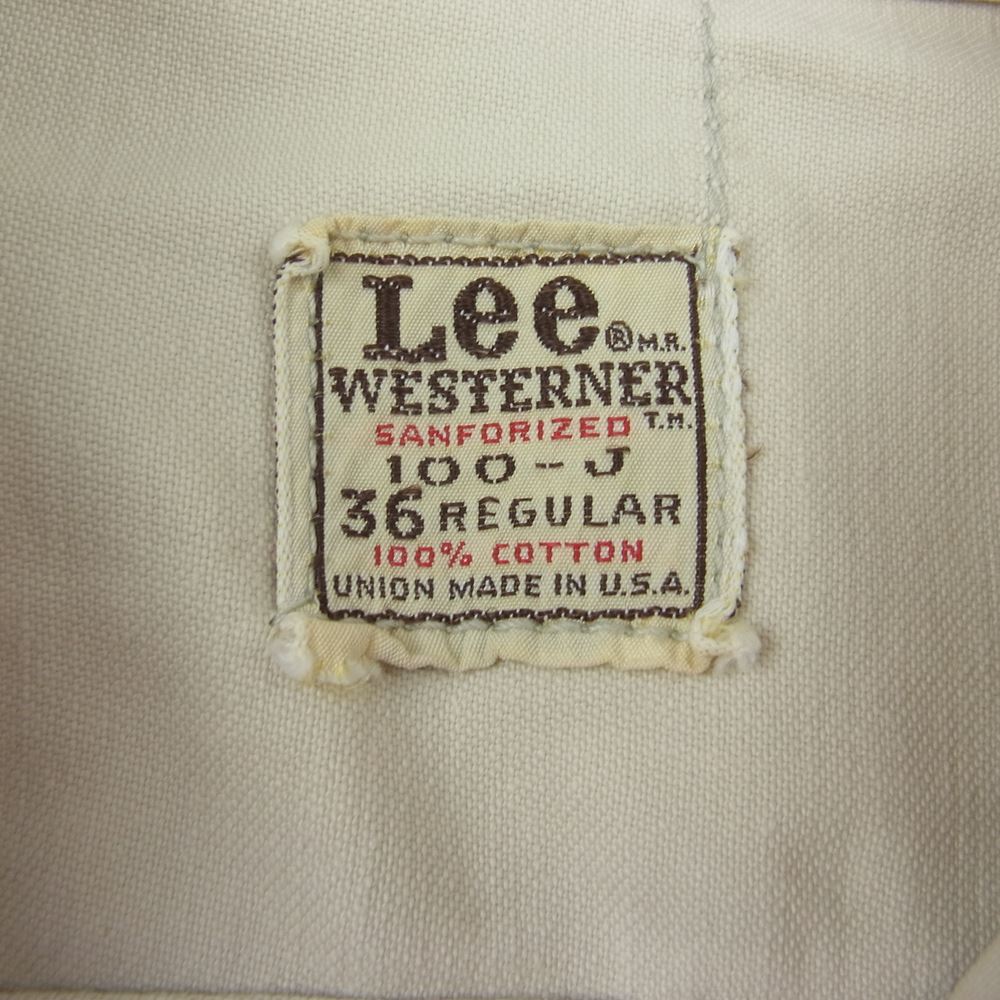 Lee® M.R.
WESTERNER
T.M.
SANFORIZED
100-J
36 REGULAR
100% COTTON
UNION MADE IN U.S.A.